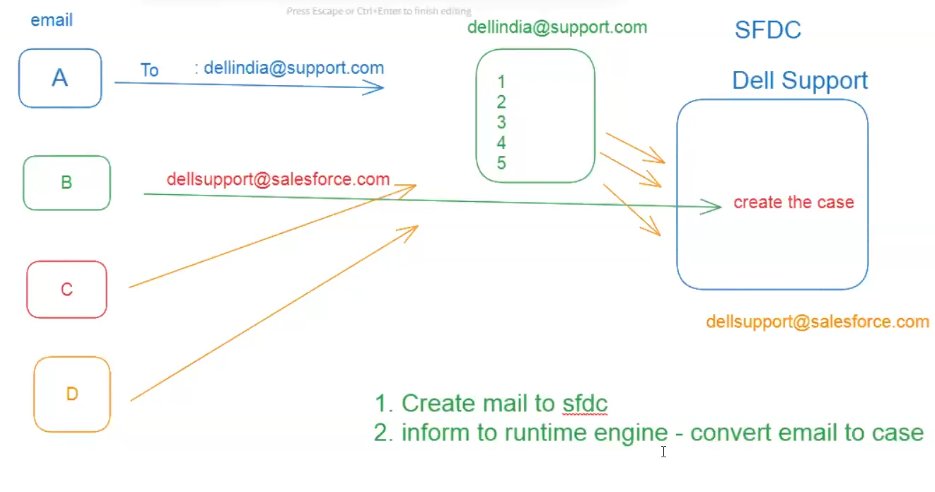 Press Escape or Ctrl+Enter to finish editing
email
dellindia@support.com
SFDC
A
To : dellindia@support.com
Dell Support
1
2
3
4
5
B
dellsupport@salesforce.com
create the case
C
dellsupport@salesforce.com
D
1. Create mail to sfdc
2. inform to runtime engine - convert email to case